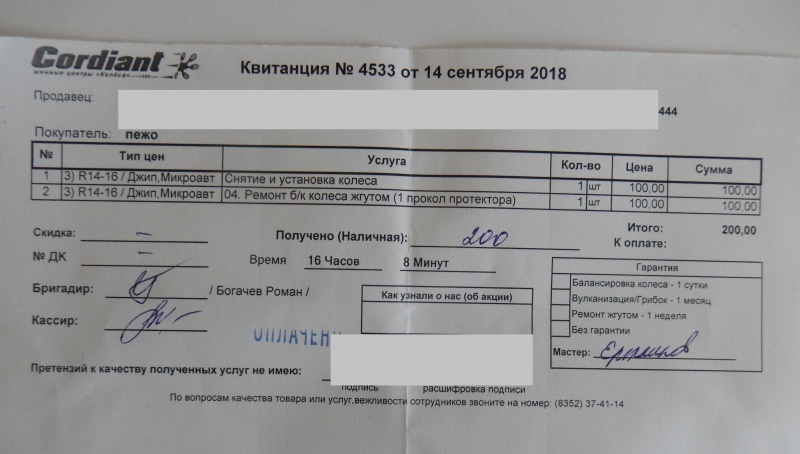 Cordiant
шинные центры «Колёса»
Квитанция № 4533 от 14 сентября 2018
Продавец:
444
Покупатель: пежо
№ Тип цен Услуга Кол-во Цена Сумма
1 3) R14-16 / Джип,Микроавт Снятие и установка колеса 1 шт 100,00 100,00
2 3) R14-16 / Джип,Микроавт 04. Ремонт б/к колеса жгутом (1 прокол протектора) 1 шт 100,00 100,00
Итого: 200,00
Скидка: – Получено (Наличная): 200 К оплате:
№ ДК – Время 16 Часов 8 Минут
Гарантия
Балансировка колеса - 1 сутки
Вулканизация/Грибок - 1 месяц
Ремонт жгутом - 1 неделя
Без гарантии
Мастер:
Бригадир: / Богачев Роман /
Как узнали о нас (об акции)
Кассир:
ОПЛАЧЕНО
Претензий к качеству полученных услуг не имею:
подпись расшифровка подписи
По вопросам качества товара или услуг,вежливости сотрудников звоните на номер: (8352) 37-41-14